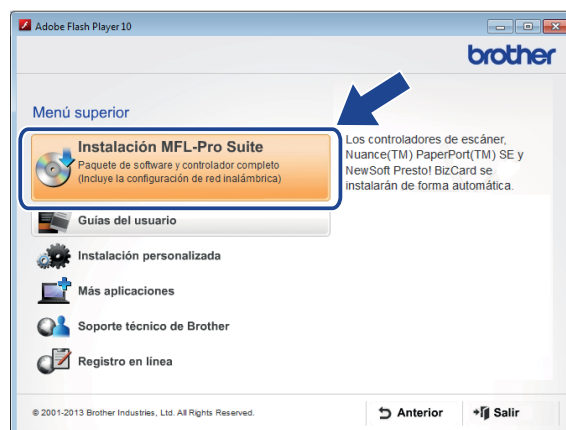 Adobe Flash Player 10
brother
Menú superior
Instalación MFL-Pro Suite
Paquete de software y controlador completo
(Incluye la configuración de red inalámbrica)
Los controladores de escáner,
Nuance(TM) PaperPort(TM) SE y
NewSoft Presto! BizCard se
instalarán de forma automática.
Guías del usuario
Instalación personalizada
Más aplicaciones
Soporte técnico de Brother
Registro en línea
© 2001-2013 Brother Industries, Ltd. All Rights Reserved.
Anterior
Salir